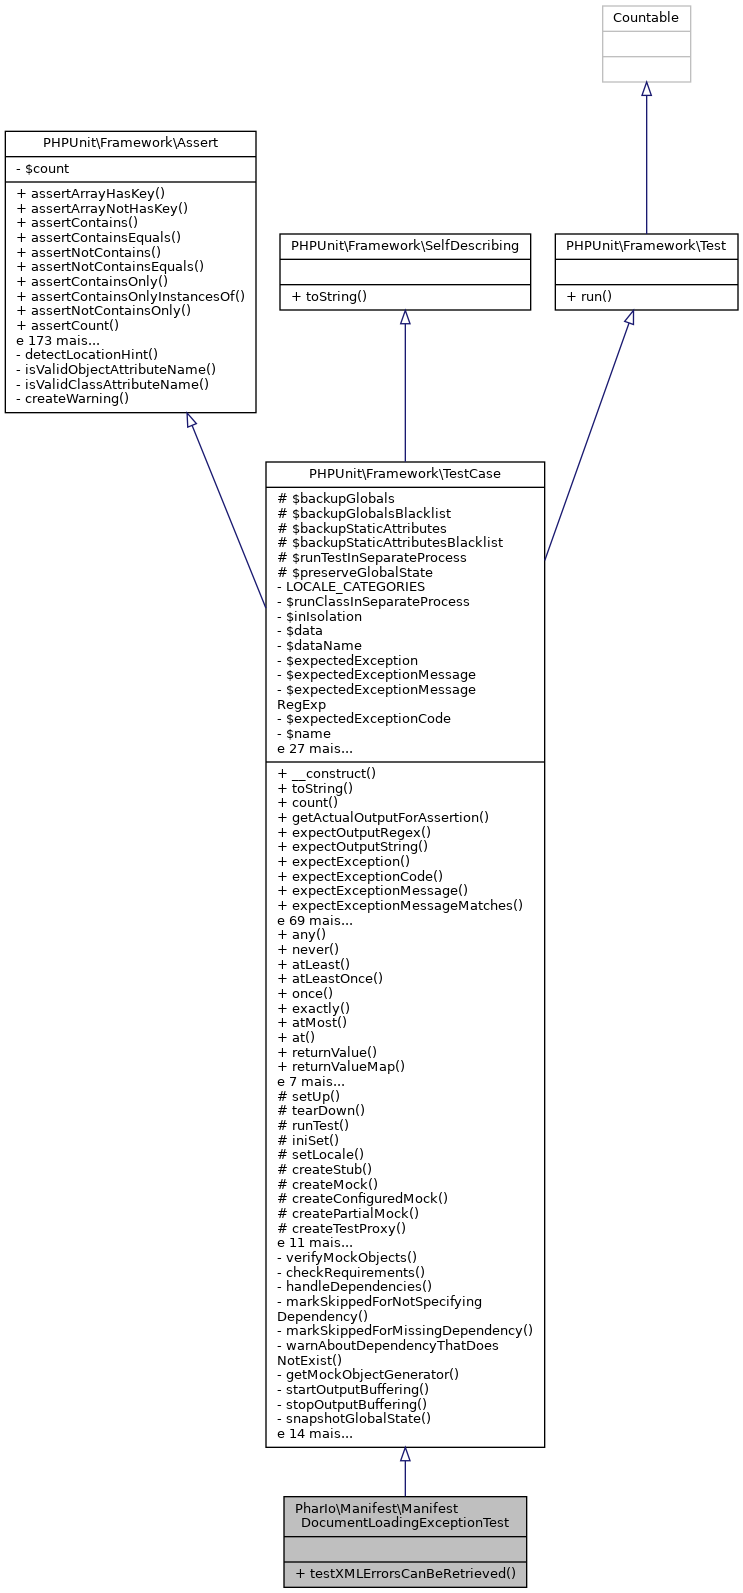 Countable
PHPUnit\Framework\Assert
- $count
+ assertArrayHasKey()
+ assertArrayNotHasKey()
+ assertContains()
+ assertContainsEquals()
+ assertNotContains()
+ assertNotContainsEquals()
+ assertContainsOnly()
+ assertContainsOnlyInstancesOf()
+ assertNotContainsOnly()
+ assertCount()
e 173 mais...
- detectLocationHint()
- isValidObjectAttributeName()
- isValidClassAttributeName()
- createWarning()
PHPUnit\Framework\SelfDescribing
+ toString()
PHPUnit\Framework\Test
+ run()
PHPUnit\Framework\TestCase
# $backupGlobals
# $backupGlobalsBlacklist
# $backupStaticAttributes
# $backupStaticAttributesBlacklist
# $runTestInSeparateProcess
# $preserveGlobalState
- LOCALE_CATEGORIES
- $runClassInSeparateProcess
- $inIsolation
- $data
- $dataName
- $expectedException
- $expectedExceptionMessage
- $expectedExceptionMessage
RegExp
- $expectedExceptionCode
- $name
e 27 mais...
+ __construct()
+ toString()
+ count()
+ getActualOutputForAssertion()
+ expectOutputRegex()
+ expectOutputString()
+ expectException()
+ expectExceptionCode()
+ expectExceptionMessage()
+ expectExceptionMessageMatches()
e 69 mais...
+ any()
+ never()
+ atLeast()
+ atLeastOnce()
+ once()
+ exactly()
+ atMost()
+ at()
+ returnValue()
+ returnValueMap()
e 7 mais...
# setUp()
# tearDown()
# runTest()
# iniSet()
# setLocale()
# createStub()
# createMock()
# createConfiguredMock()
# createPartialMock()
# createTestProxy()
e 11 mais...
- verifyMockObjects()
- checkRequirements()
- handleDependencies()
- markSkippedForNotSpecifying
Dependency()
- markSkippedForMissingDependency()
- warnAboutDependencyThatDoes
NotExist()
- getMockObjectGenerator()
- startOutputBuffering()
- stopOutputBuffering()
- snapshotGlobalState()
e 14 mais...
PharIo\Manifest\Manifest
DocumentLoadingExceptionTest
+ testXMLErrorsCanBeRetrieved()